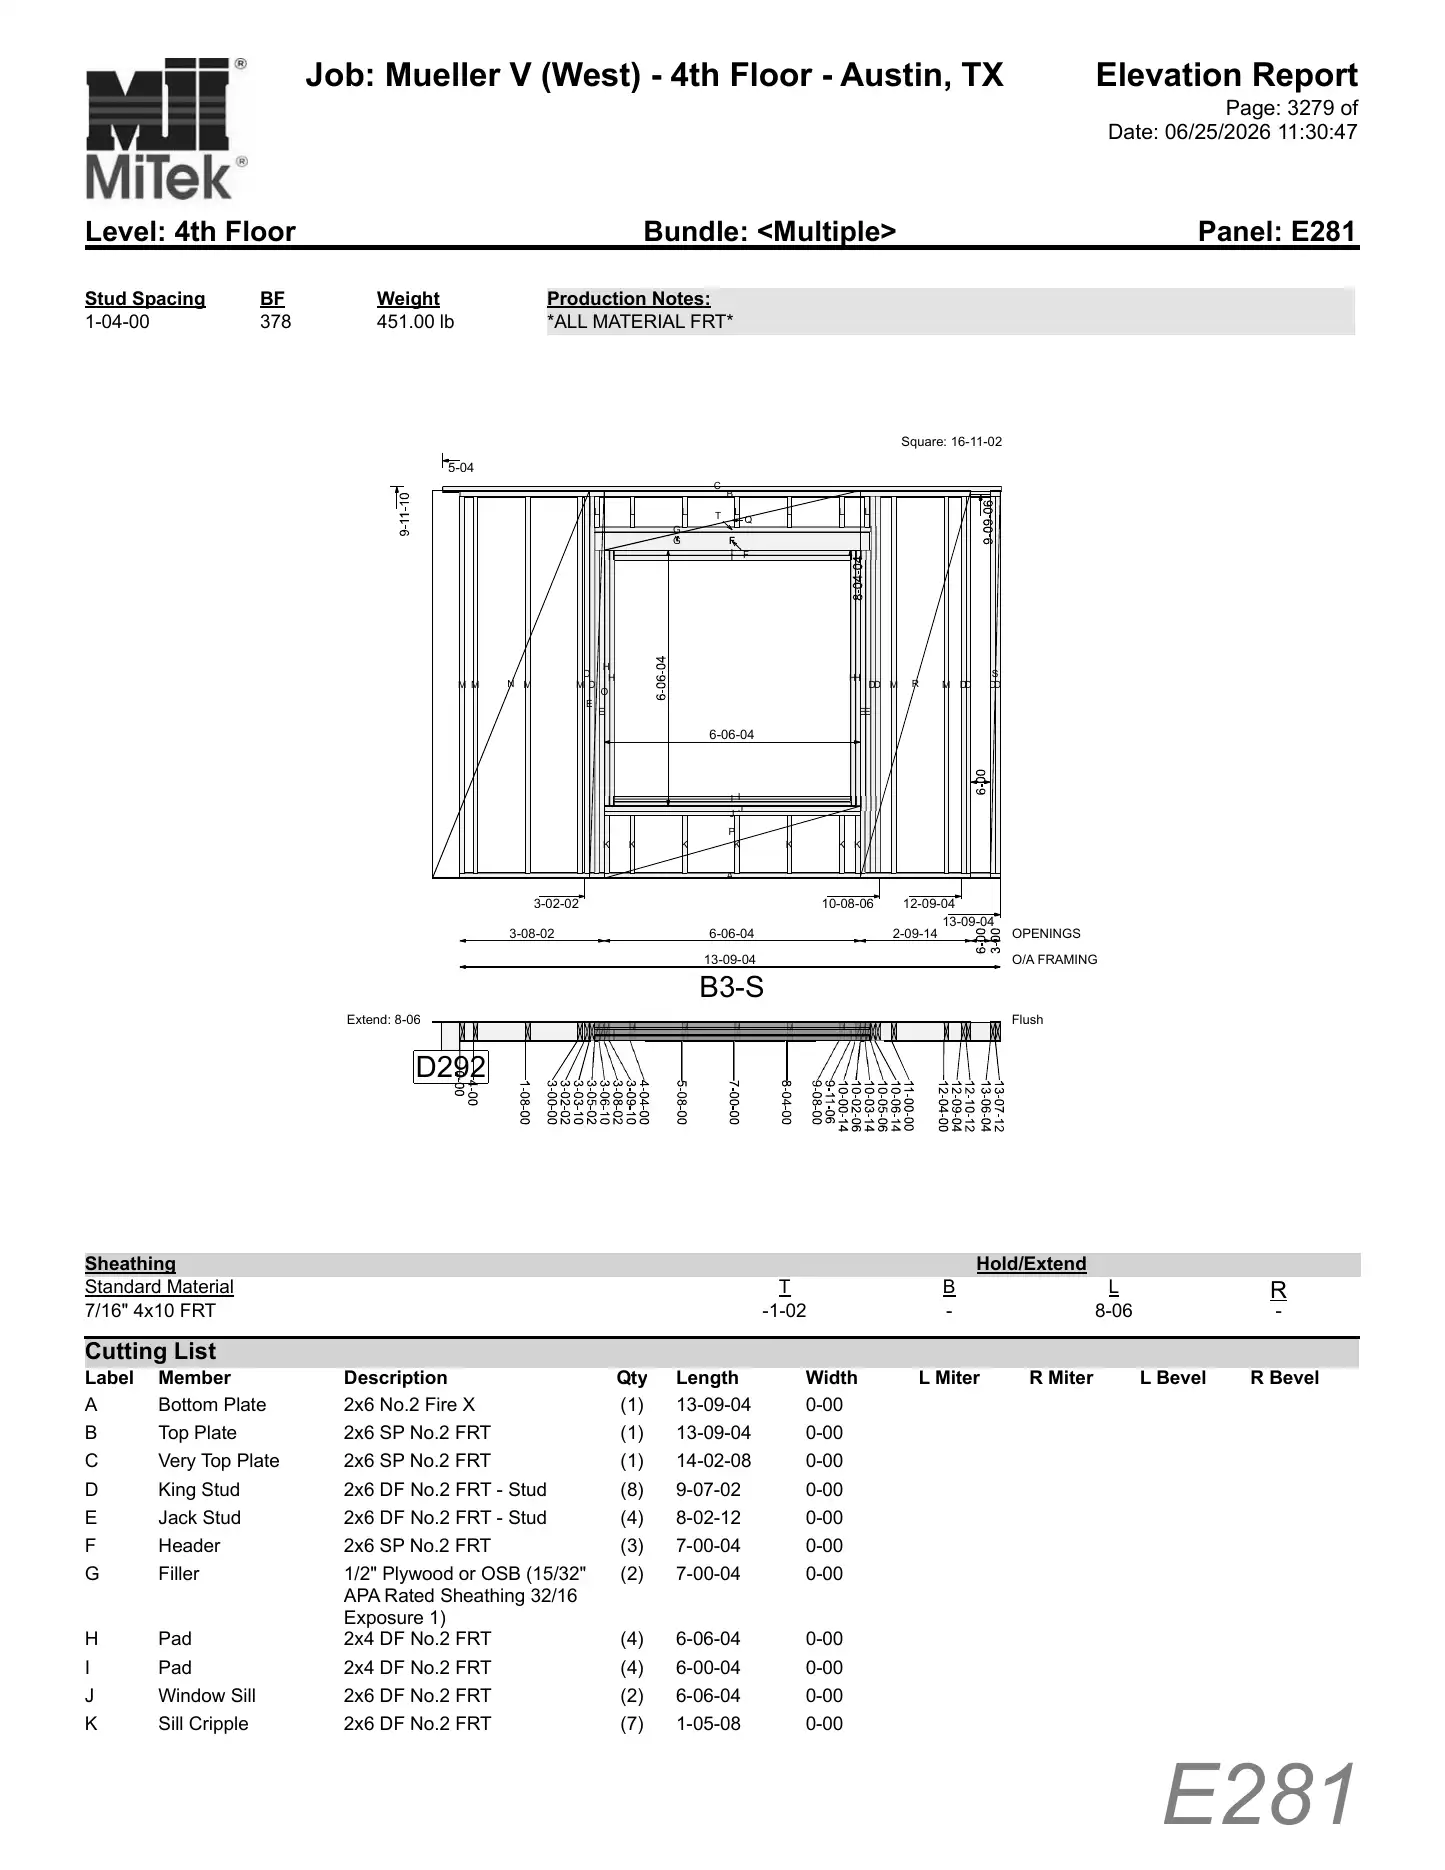 Job: Mueller V (West) - 4th Floor - Austin, TX
Elevation Report
Page: 3279 of
Date: 06/25/2026 11:30:47
MiTek®
Level: 4th Floor Bundle: <Multiple> Panel: E281
Stud Spacing BF Weight Production Notes:
1-04-00 378 451.00 lb *ALL MATERIAL FRT*
Square: 16-11-02
5-04
9-11-10
C
B
9-09-06
T Q
G
G F
F
8-04-04
6-06-04
H
H
HH
D
S
M M N M M D O DD M R M DD D
E
E
6-06-04
6-00
I
J
P
K K K K K K K
A
3-02-02 10-08-06 12-09-04
13-09-04
3-08-02 6-06-04 2-09-14 6-00 3-00 OPENINGS
13-09-04 O/A FRAMING
B3-S
Extend: 8-06 Flush
D292
4-00
1-08-00
3-00-00
3-02-02
3-03-10
3-05-02
3-06-10
3-08-02
3-09-10
4-04-00
5-08-00
7-00-00
8-04-00
9-08-00
9-11-06
10-00-14
10-02-06
10-03-14
10-05-06
10-06-14
11-00-00
12-04-00
12-09-04
12-10-12
13-06-04
13-07-12
Sheathing Hold/Extend
Standard Material T B L R
7/16" 4x10 FRT -1-02 - 8-06 -
Cutting List
Label Member Description Qty Length Width L Miter R Miter L Bevel R Bevel
A Bottom Plate 2x6 No.2 Fire X (1) 13-09-04 0-00
B Top Plate 2x6 SP No.2 FRT (1) 13-09-04 0-00
C Very Top Plate 2x6 SP No.2 FRT (1) 14-02-08 0-00
D King Stud 2x6 DF No.2 FRT - Stud (8) 9-07-02 0-00
E Jack Stud 2x6 DF No.2 FRT - Stud (4) 8-02-12 0-00
F Header 2x6 SP No.2 FRT (3) 7-00-04 0-00
G Filler 1/2" Plywood or OSB (15/32" (2) 7-00-04 0-00
APA Rated Sheathing 32/16
Exposure 1)
H Pad 2x4 DF No.2 FRT (4) 6-06-04 0-00
I Pad 2x4 DF No.2 FRT (4) 6-00-04 0-00
J Window Sill 2x6 DF No.2 FRT (2) 6-06-04 0-00
K Sill Cripple 2x6 DF No.2 FRT (7) 1-05-08 0-00
E281